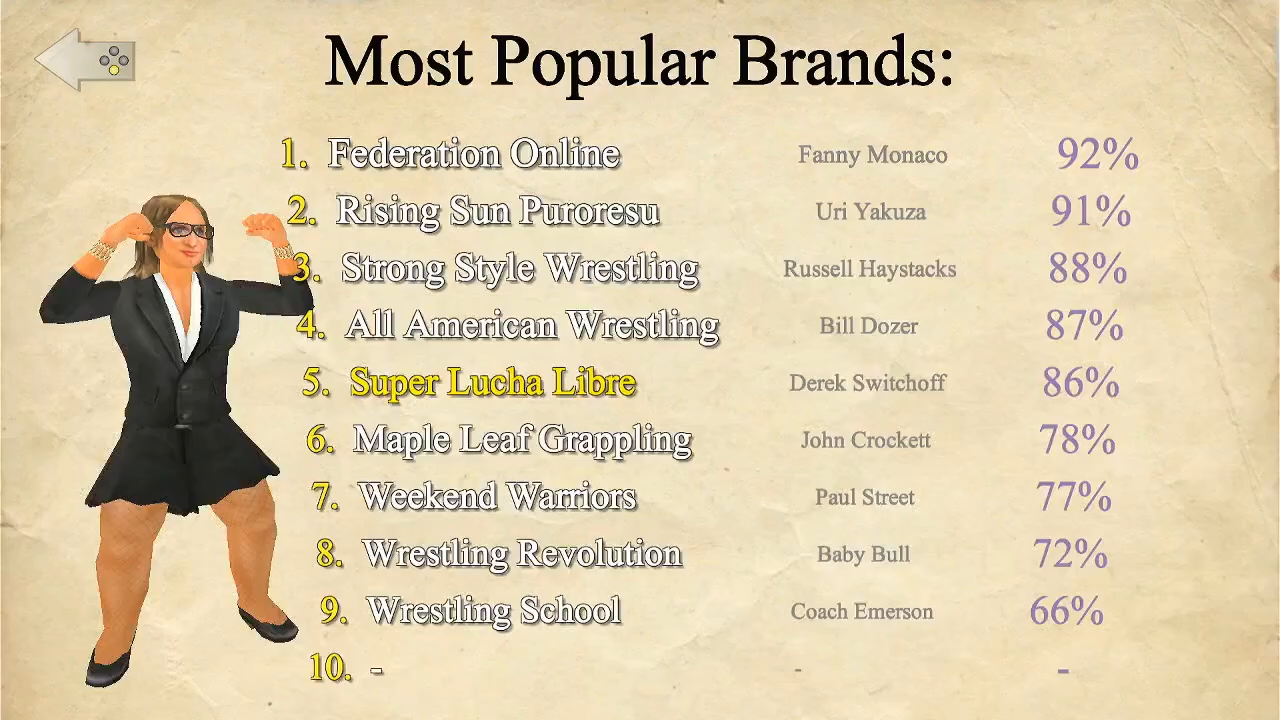 Most Popular Brands:
1. Federation Online Fanny Monaco 92%
2. Rising Sun Puroresu Uri Yakuza 91%
3. Strong Style Wrestling Russell Haystacks 88%
4. All American Wrestling Bill Dozer 87%
5. Super Lucha Libre Derek Switchoff 86%
6. Maple Leaf Grappling John Crockett 78%
7. Weekend Warriors Paul Street 77%
8. Wrestling Revolution Baby Bull 72%
9. Wrestling School Coach Emerson 66%
10. - - -